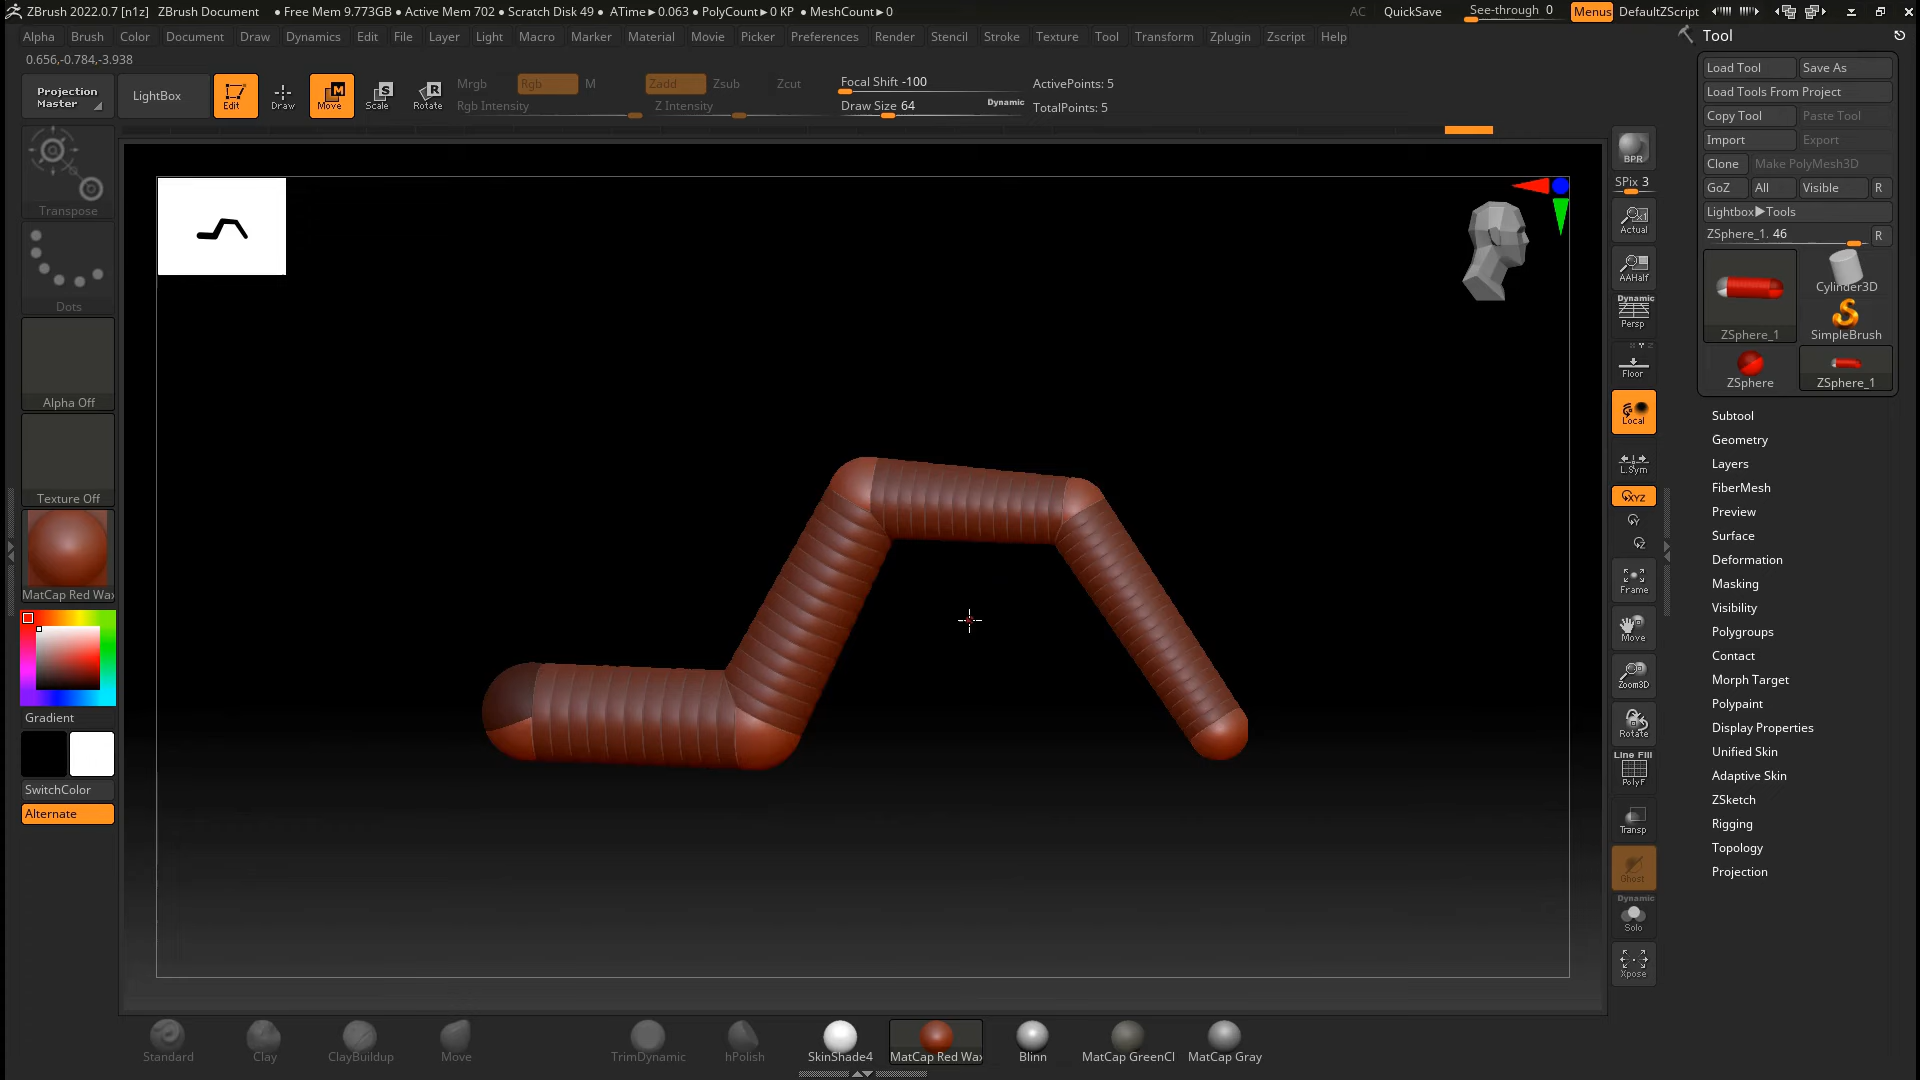 ZBrush 2022.0.7 [n1z] ZBrush Document • Free Mem 9.773GB • Active Mem 702 • Scratch Disk 49 • ATime►0.063 • PolyCount►0 KP • MeshCount►0 AC QuickSave See-through 0 Menus DefaultZScript
Alpha Brush Color Document Draw Dynamics Edit File Layer Light Macro Marker Material Movie Picker Preferences Render Stencil Stroke Texture Tool Transform Zplugin Zscript Help
0.656,-0.784,-3.938
Projection
Master
LightBox
Edit
Draw
M
Move
S
Scale
R
Rotate
Mrgb Rgb M
Rgb Intensity
Zadd Zsub Zcut
Z Intensity
Focal Shift -100
Draw Size 64
Dynamic
ActivePoints: 5
TotalPoints: 5
Transpose
Dots
Alpha Off
Texture Off
MatCap Red Wax
Gradient
SwitchColor
Alternate
BPR
SPix 3
Actual
AAHalf
Dynamic
Persp
X Y Z
Floor
Local
L.Sym
XYZ
Y
Z
Frame
Move
Zoom3D
Rotate
Line Fill
PolyF
Transp
Ghost
Dynamic
Solo
Xpose
Tool
Load Tool
Save As
Load Tools From Project
Copy Tool
Paste Tool
Import
Export
Clone
Make PolyMesh3D
GoZ
All
Visible
R
Lightbox►Tools
ZSphere_1. 46
R
ZSphere_1
Cylinder3D
SimpleBrush
ZSphere
ZSphere_1
Subtool
Geometry
Layers
FiberMesh
Preview
Surface
Deformation
Masking
Visibility
Polygroups
Contact
Morph Target
Polypaint
Display Properties
Unified Skin
Adaptive Skin
ZSketch
Rigging
Topology
Projection
Standard
Clay
ClayBuildup
Move
TrimDynamic
hPolish
SkinShade4
MatCap Red Wax
Blinn
MatCap GreenCl
MatCap Gray